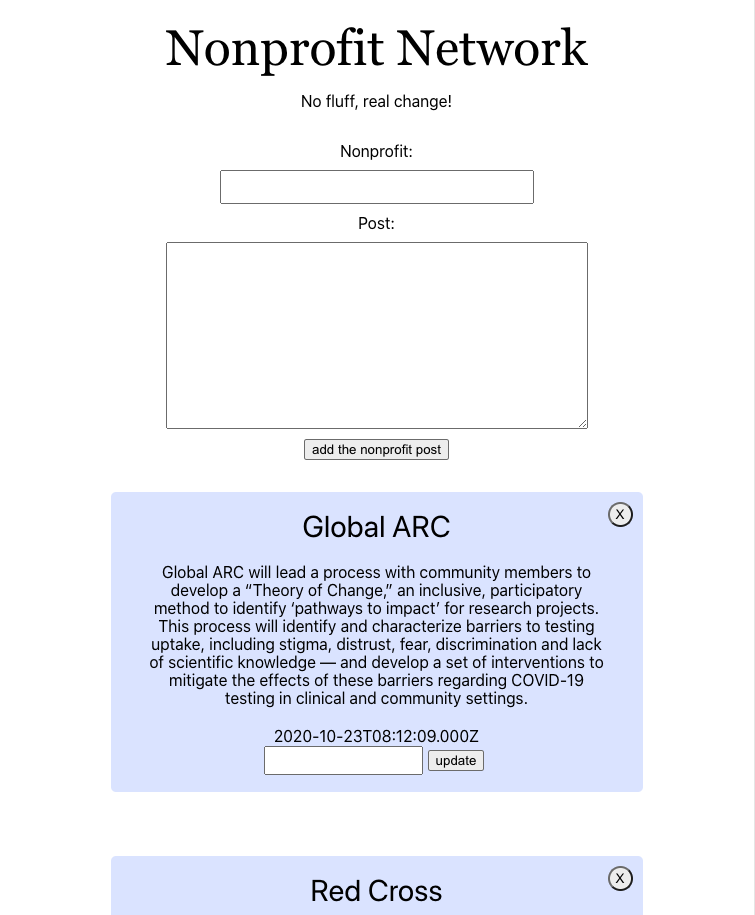 Nonprofit Network
No fluff, real change!
Nonprofit:
Post:
add the nonprofit post
X
Global ARC
Global ARC will lead a process with community members to
develop a “Theory of Change,” an inclusive, participatory
method to identify ‘pathways to impact’ for research projects.
This process will identify and characterize barriers to testing
uptake, including stigma, distrust, fear, discrimination and lack
of scientific knowledge — and develop a set of interventions to
mitigate the effects of these barriers regarding COVID-19
testing in clinical and community settings.
2020-10-23T08:12:09.000Z
update
X
Red Cross